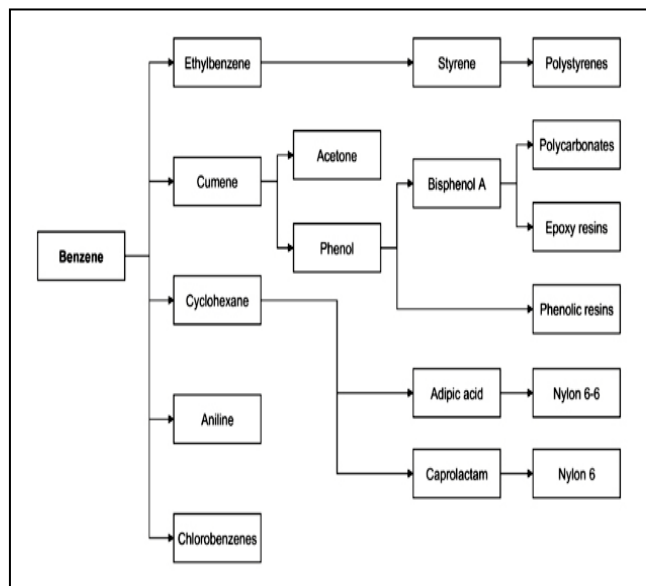 Ethylbenzene
Styrene
Polystyrenes
Polycarbonates
Acetone
Cumene
Bisphenol A
Epoxy resins
Benzene
Phenol
Cyclohexane
Phenolic resins
Adipic acid
Nylon 6-6
Aniline
Caprolactam
Nylon 6
Chlorobenzenes